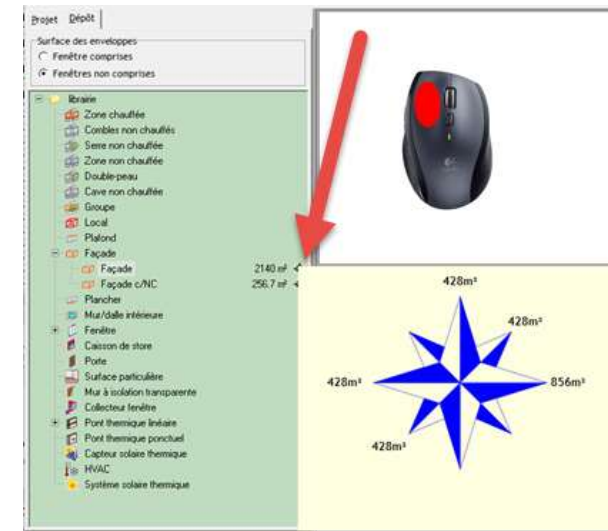 Projet Dépôt
Surface des enveloppes
Fenêtre comprises
Fenêtres non comprises
librairie
Zone chauffée
Combles non chauffés
Serre non chauffée
Zone non chauffée
Double-peau
Cave non chauffée
Groupe
Local
Plafond
Façade
Façade 2140 m²
Façade c/NC 256.7 m²
Plancher
Mur/dalle intérieure
Fenêtre
Caisson de store
Porte
Surface particulière
Mur à isolation transparente
Collecteur fenêtre
Pont thermique linéaire
Pont thermique ponctuel
Capteur solaire thermique
HVAC
Système solaire thermique
428m²
428m²
428m²
856m²
428m²